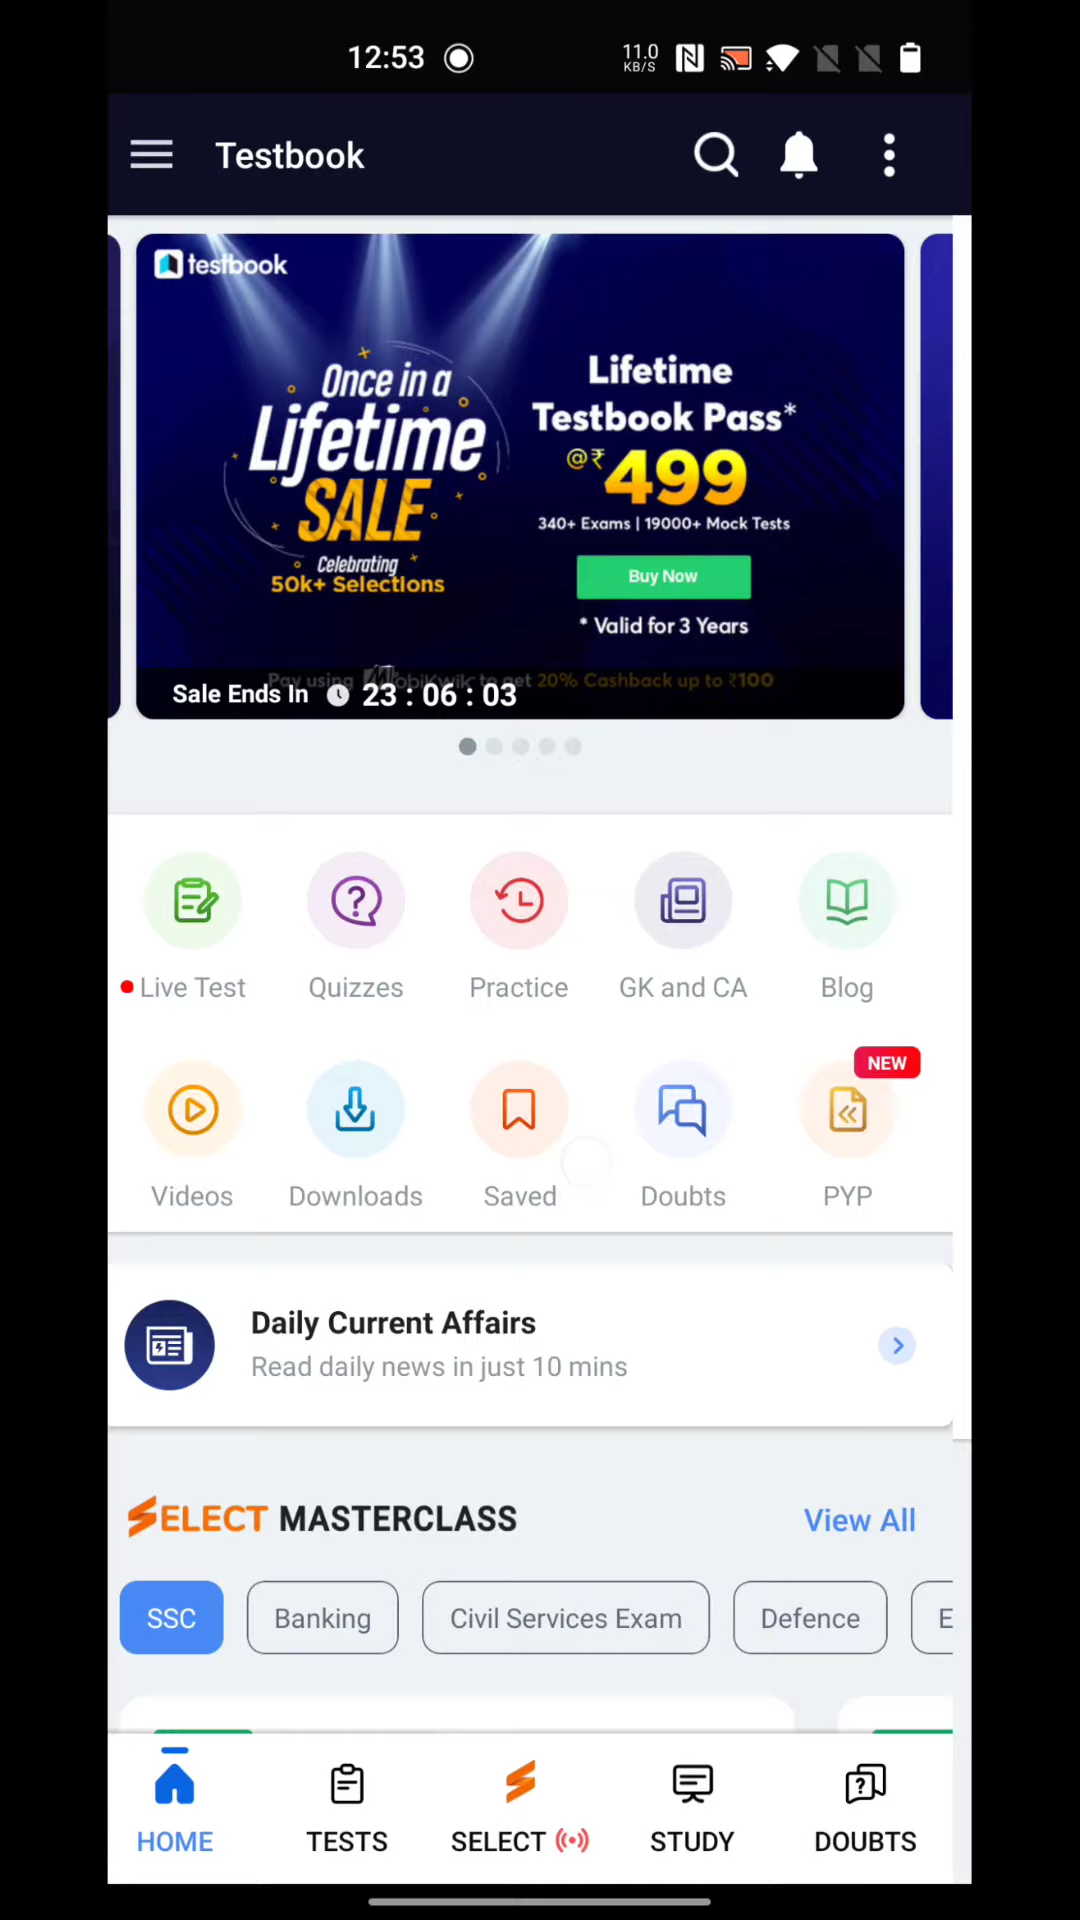 12:53
11.0
KB/S
Testbook
testbook
Once in a
Lifetime
SALE
Celebrating
50k+ Selections
Lifetime
Testbook Pass*
@₹499
340+ Exams | 19000+ Mock Tests
Buy Now
* Valid for 3 Years
Pay using MobiKwik to get 20% Cashback up to ₹100
Sale Ends In 23 : 06 : 03
Live Test Quizzes Practice GK and CA Blog
NEW
Videos Downloads Saved Doubts PYP
Daily Current Affairs
Read daily news in just 10 mins
SELECT MASTERCLASS View All
SSC Banking Civil Services Exam Defence E
HOME TESTS SELECT STUDY DOUBTS